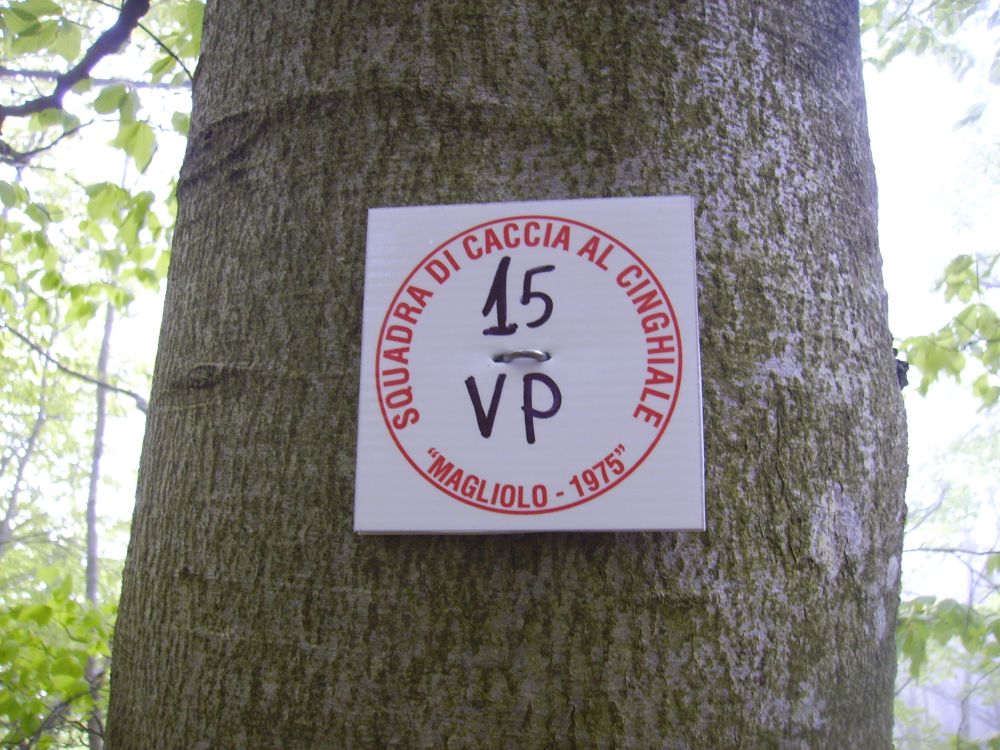 SQUADRA DI CACCIA AL CINGHIALE
15
VP
"MAGLIOLO - 1975"